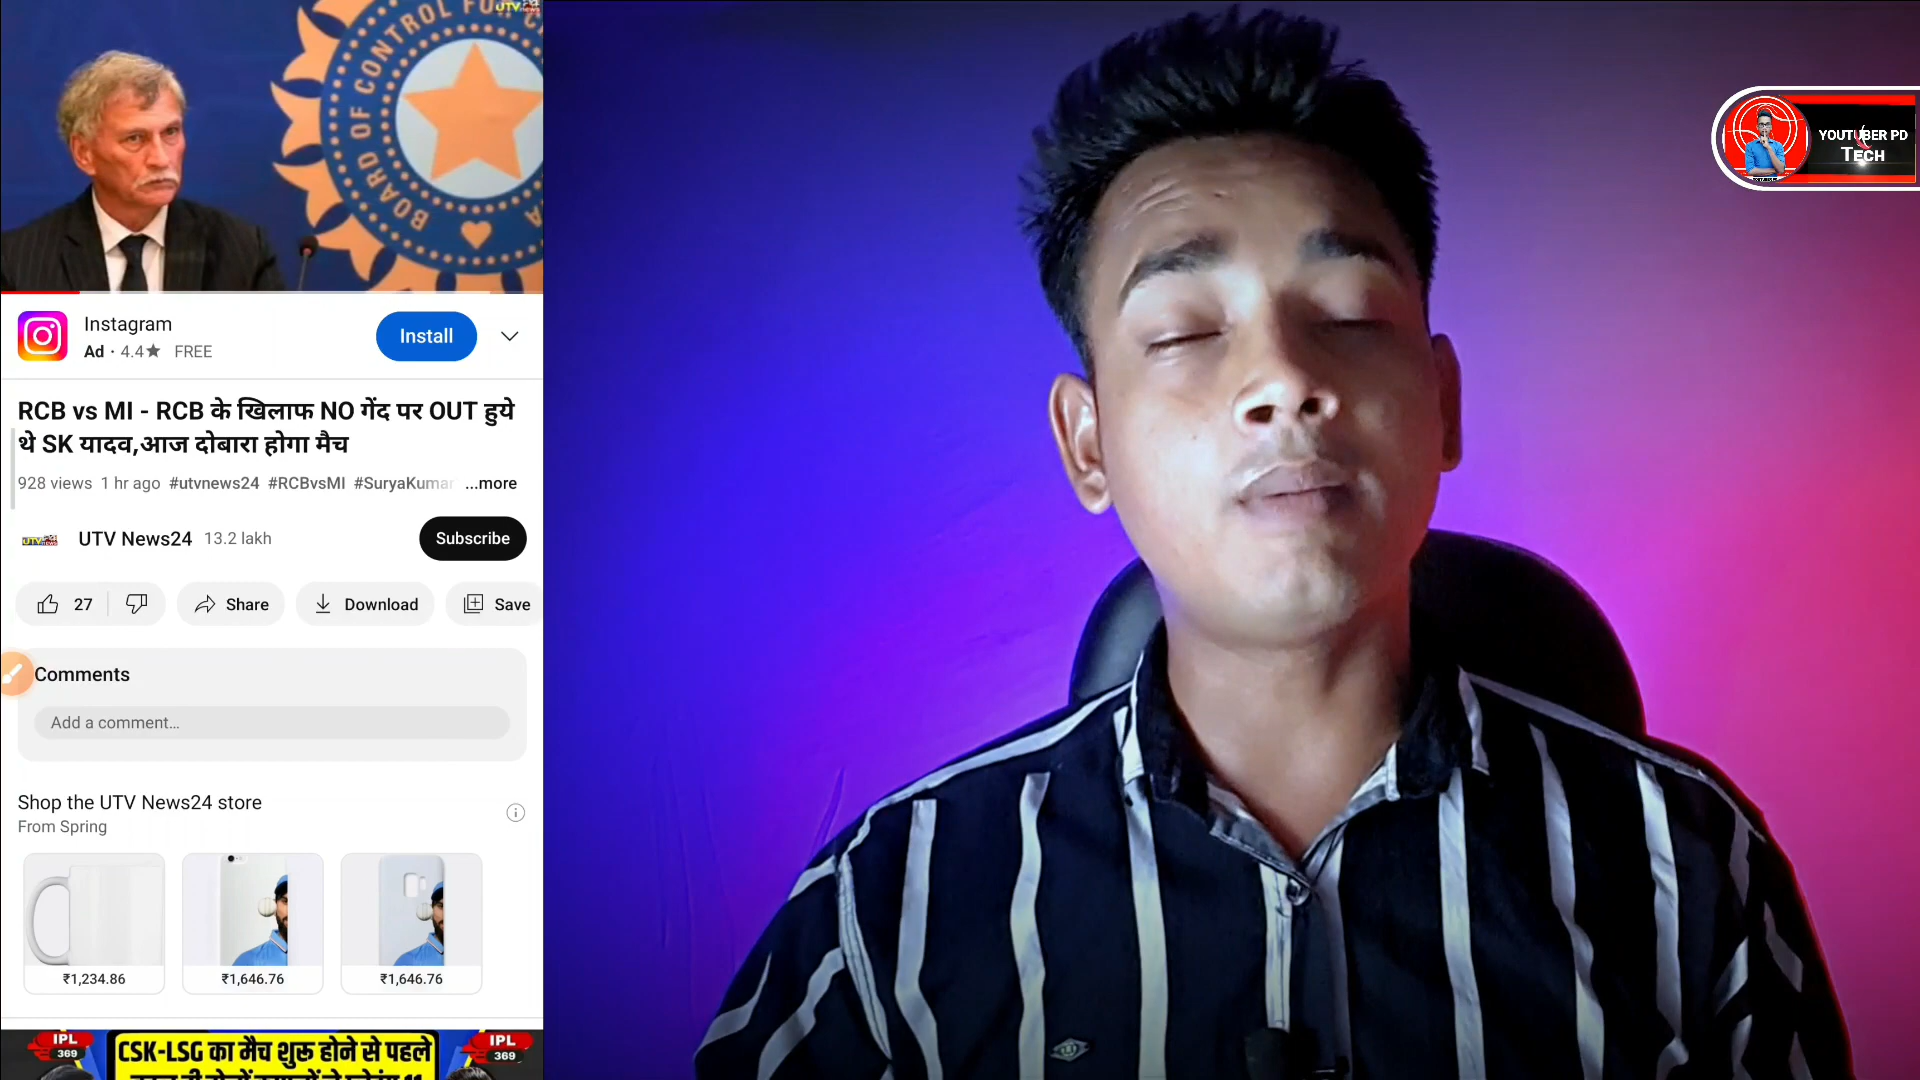 BOARD OF CONTROL FO
UTV
Instagram
Ad · 4.4★ FREE
Install
RCB vs MI - RCB के खिलाफ NO गेंद पर OUT हुये
थे SK यादव,आज दोबारा होगा मैच
928 views 1 hr ago #utvnews24 #RCBvsMI #SuryaKumar ...more
UTV News24 13.2 lakh
Subscribe
27
Share
Download
Save
Comments
Add a comment...
Shop the UTV News24 store
From Spring
₹1,234.86
₹1,646.76
₹1,646.76
IPL
369
CSK-LSG का मैच शुरू होने से पहले
IPL
369
YOUTUBER PD
TECH